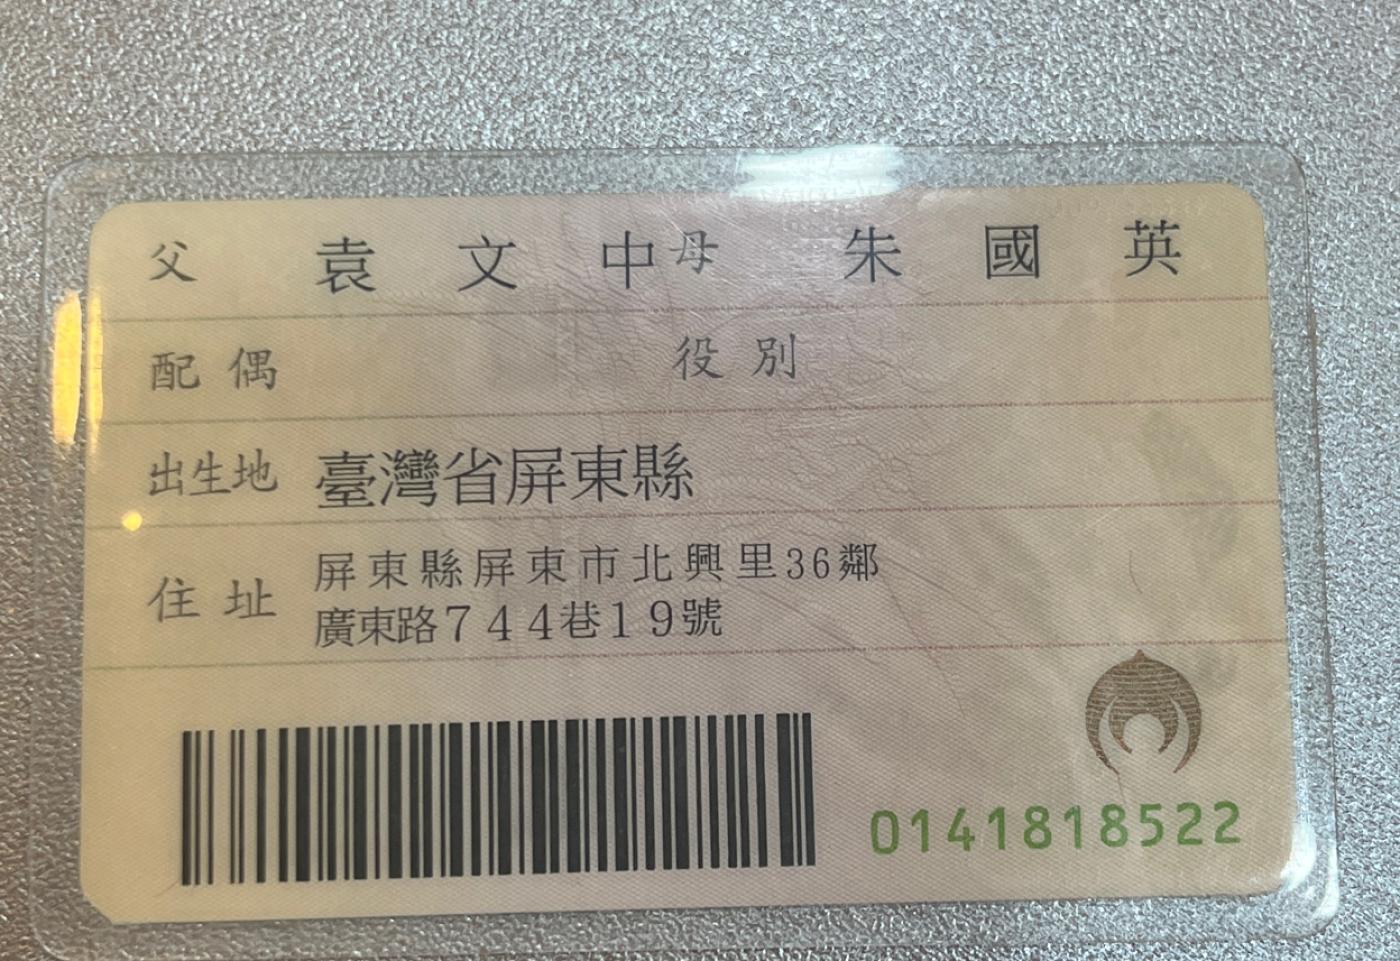 父 袁文中 母 朱國英
配偶 役別
出生地 臺灣省屏東縣
住址 屏東縣屏東市北興里36鄰
廣東路744巷19號
0141818522